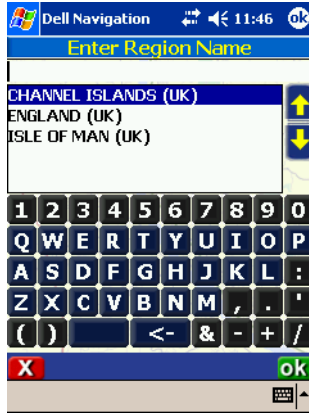 Dell Navigation 11:46 ok
Enter Region Name
CHANNEL ISLANDS (UK)
ENGLAND (UK)
ISLE OF MAN (UK)
1 2 3 4 5 6 7 8 9 0
Q W E R T Y U I O P
A S D F G H J K L :
Z X C V B N M , . '
( ) <- & - + /
X ok